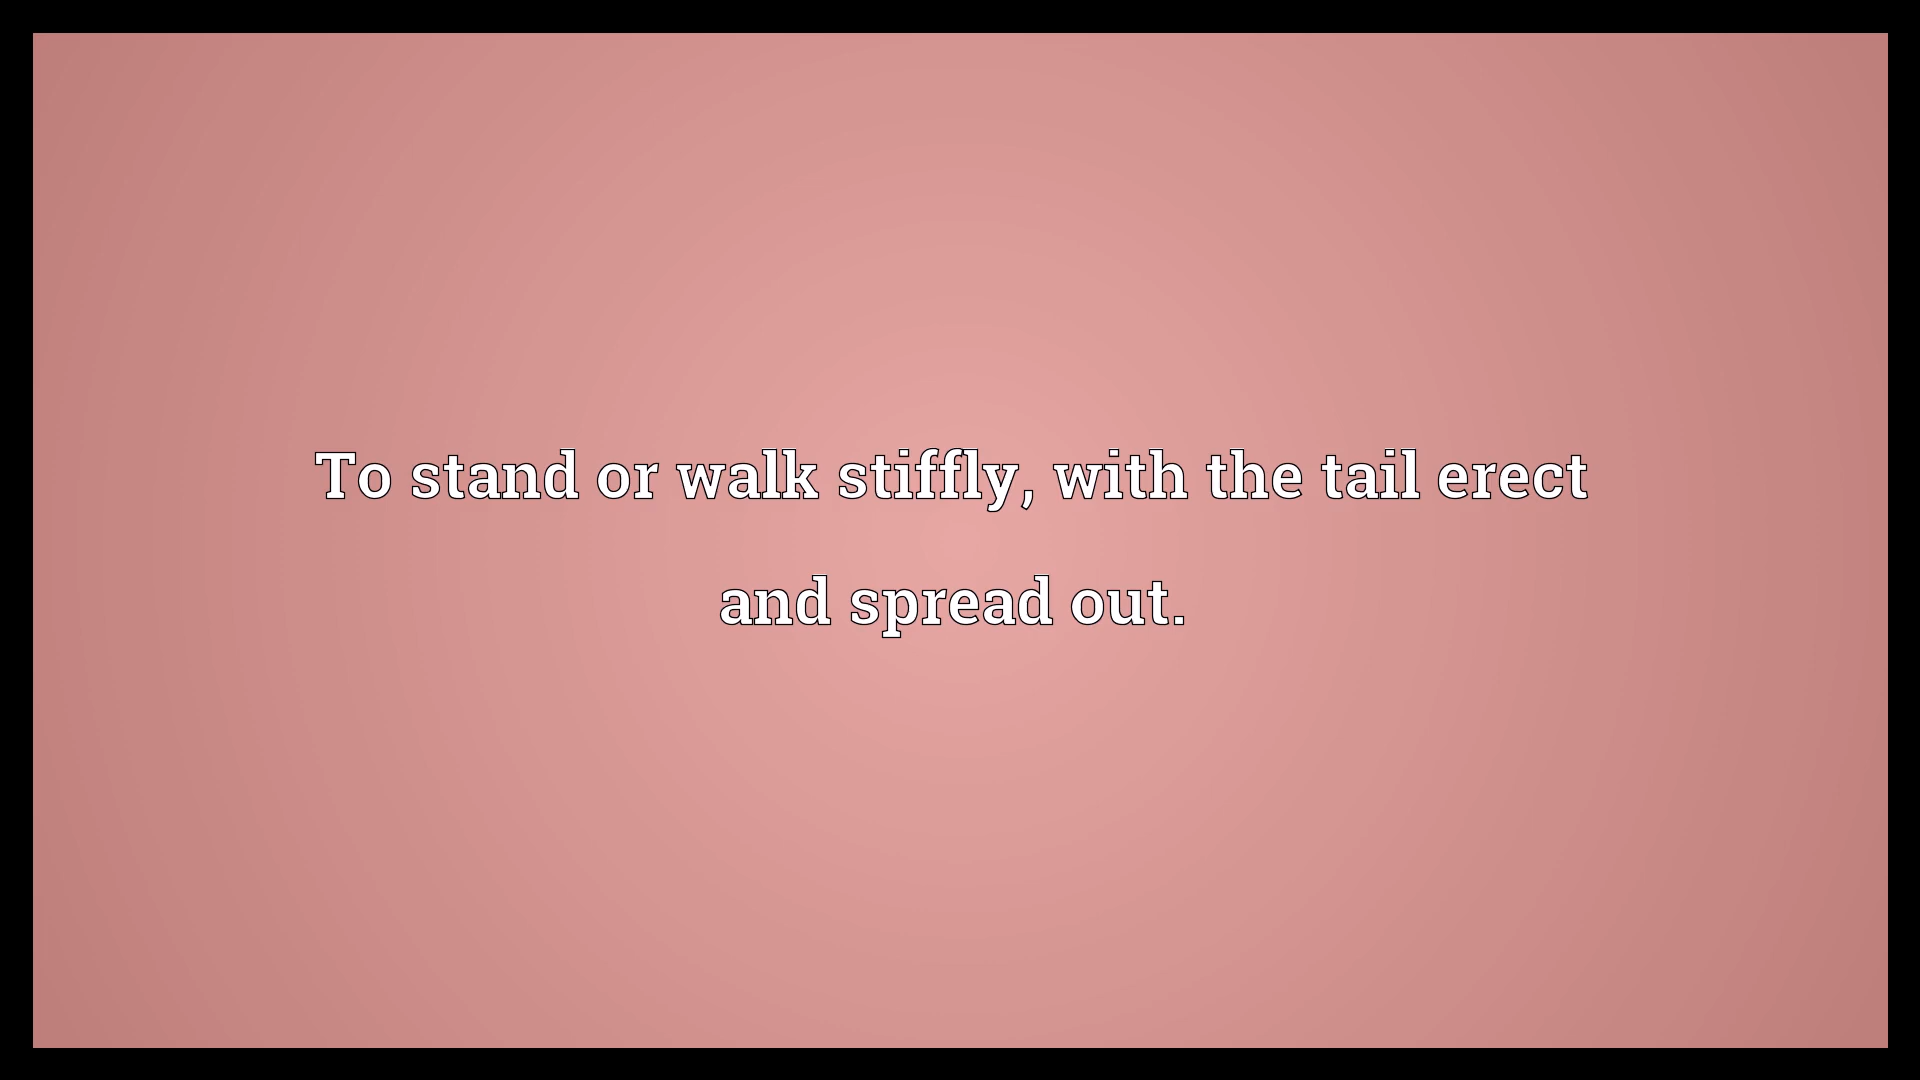 To stand or walk stiffly, with the tail erect
and spread out.